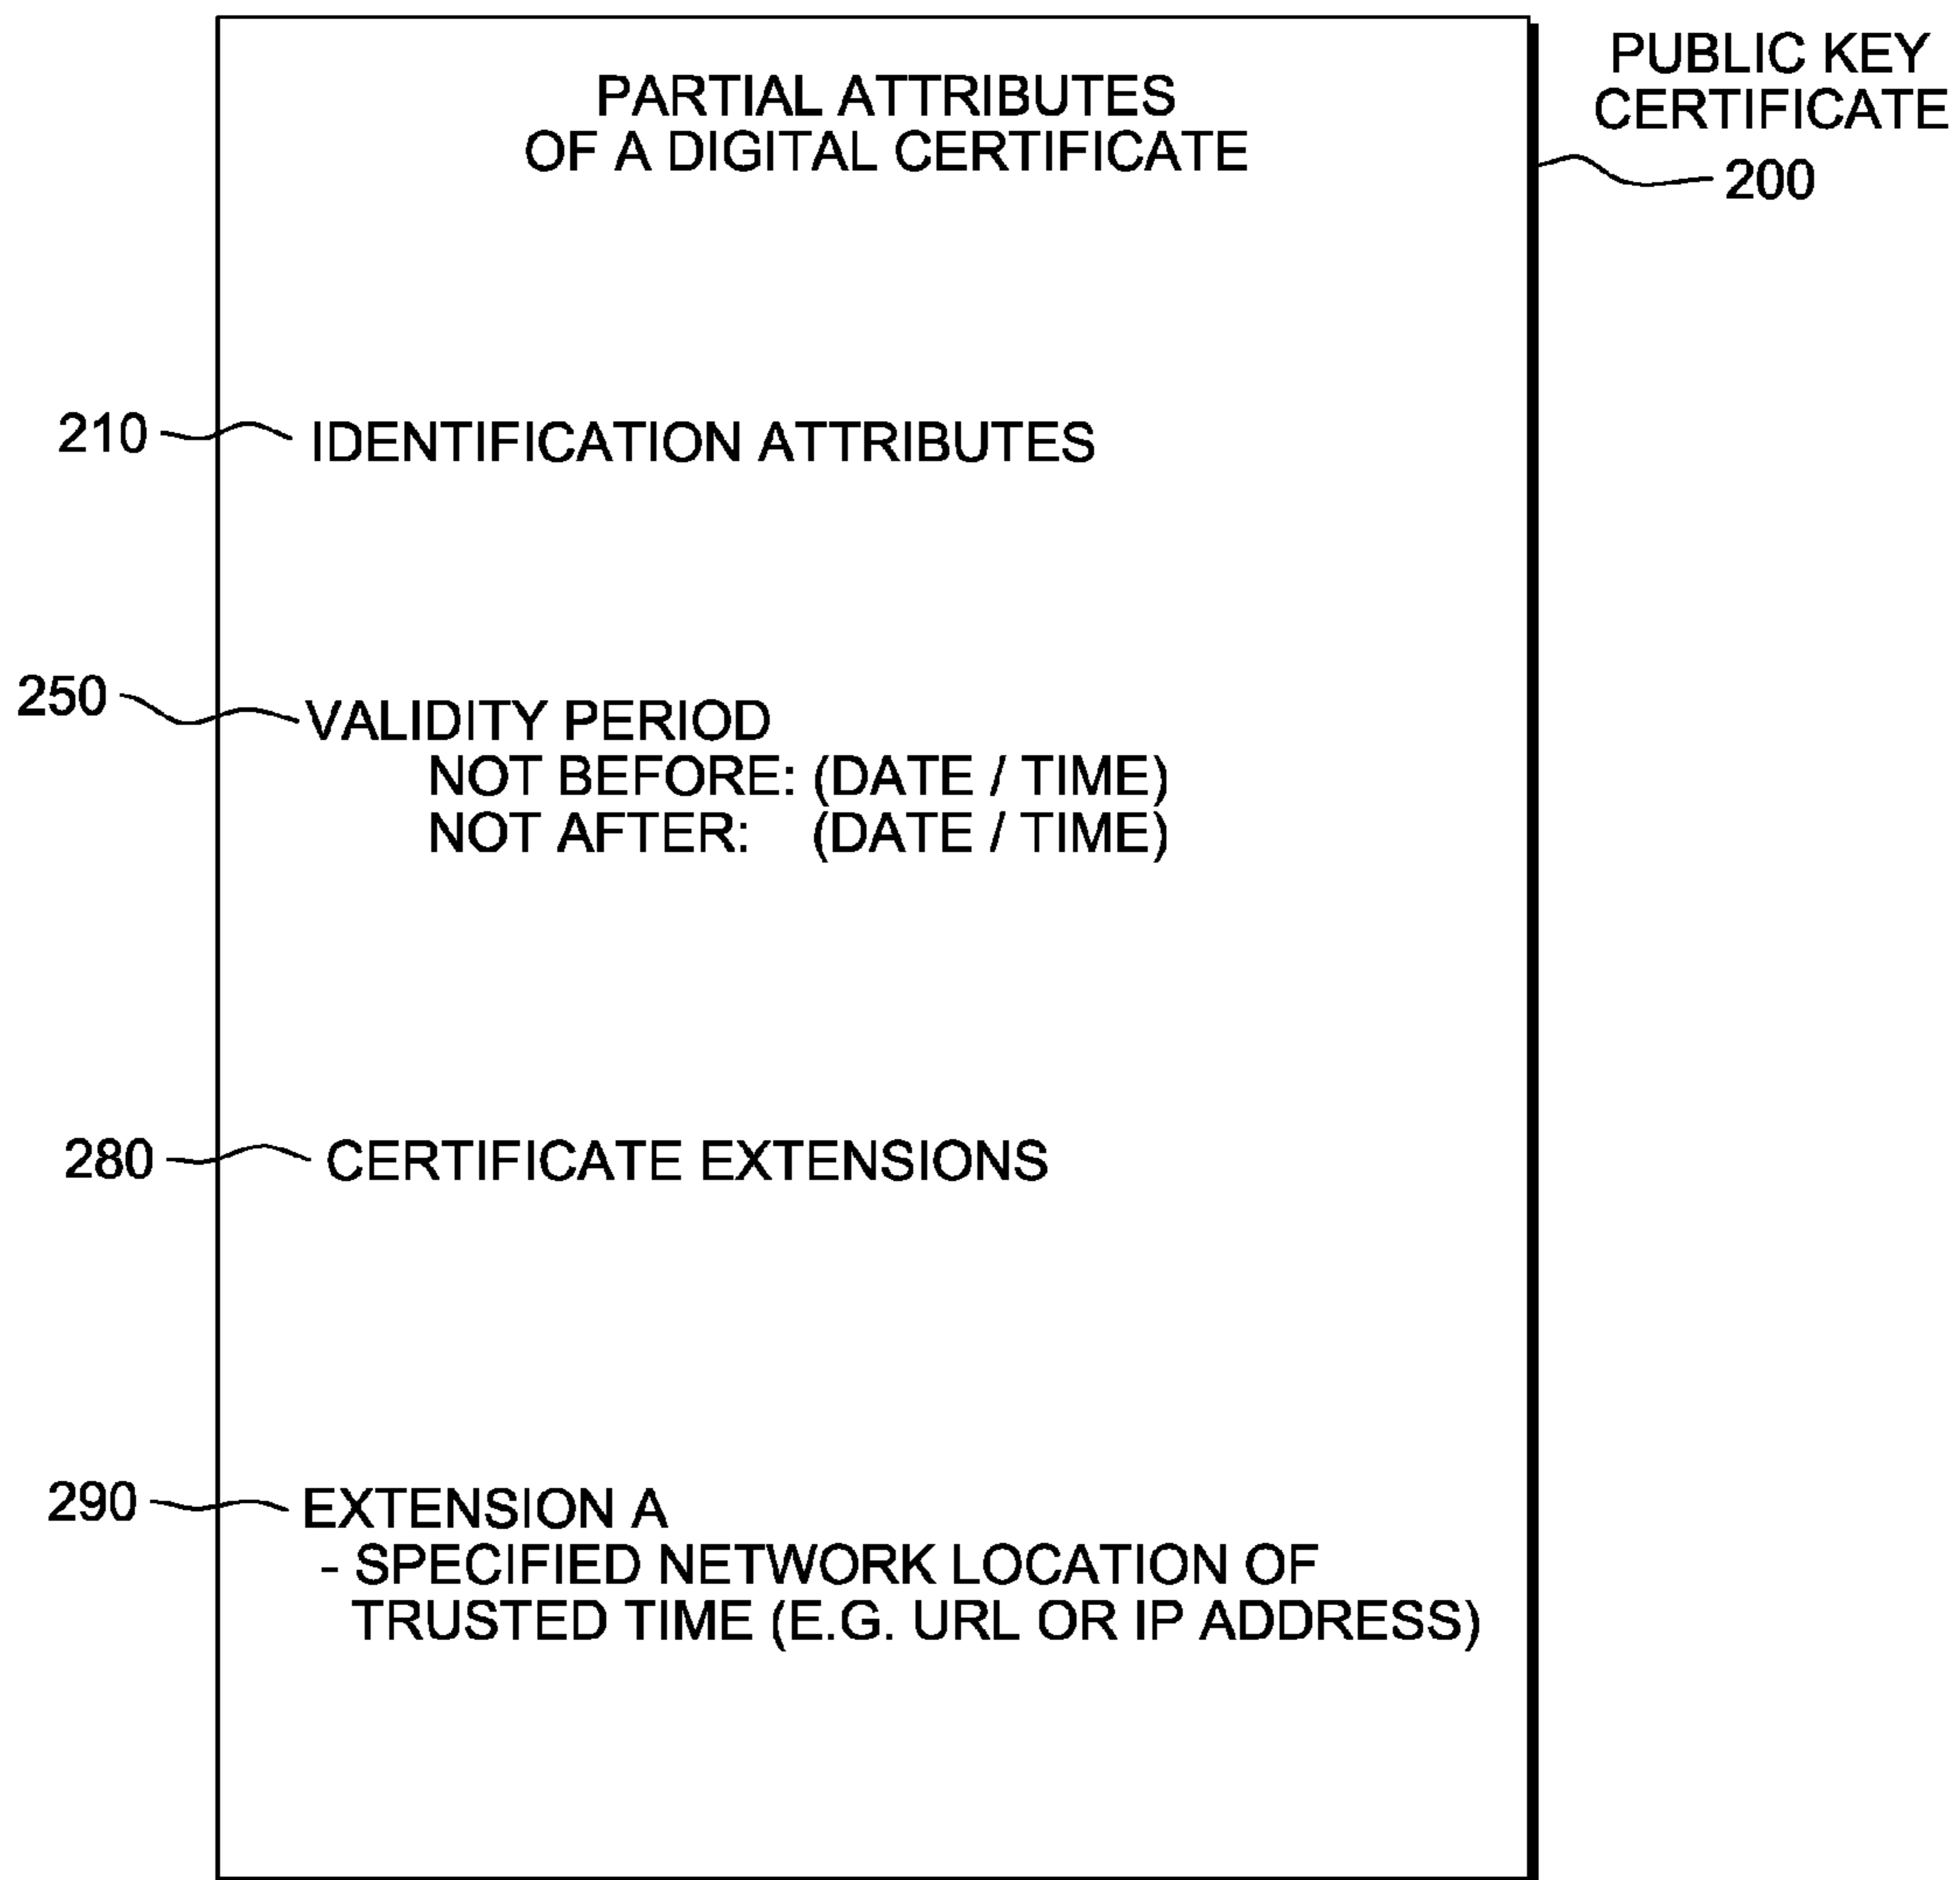 PARTIAL ATTRIBUTES
OF A DIGITAL CERTIFICATE
PUBLIC KEY
CERTIFICATE
200
210
IDENTIFICATION ATTRIBUTES
250
VALIDITY PERIOD
NOT BEFORE: (DATE / TIME)
NOT AFTER: (DATE / TIME)
280
CERTIFICATE EXTENSIONS
290
EXTENSION A
- SPECIFIED NETWORK LOCATION OF
TRUSTED TIME (E.G. URL OR IP ADDRESS)